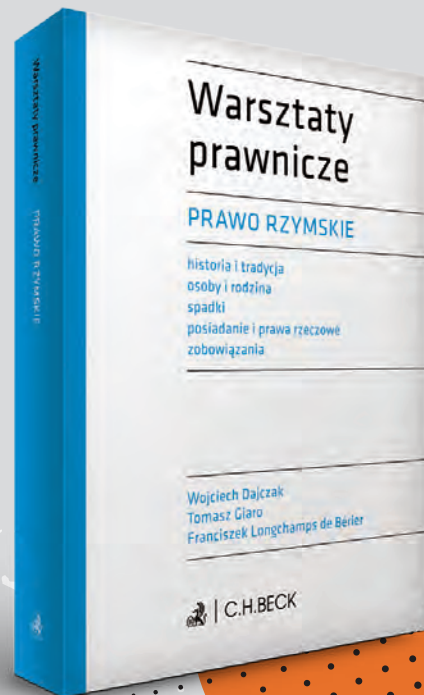 Warsztaty prawnicze
PRAWO RZYMSKIE
Warsztaty
prawnicze
PRAWO RZYMSKIE
historia i tradycja
osoby i rodzina
spadki
posiadanie i prawa rzeczowe
zobowiązania
Wojciech Dajczak
Tomasz Giaro
Franciszek Longchamps de Bérier
C.H.BECK